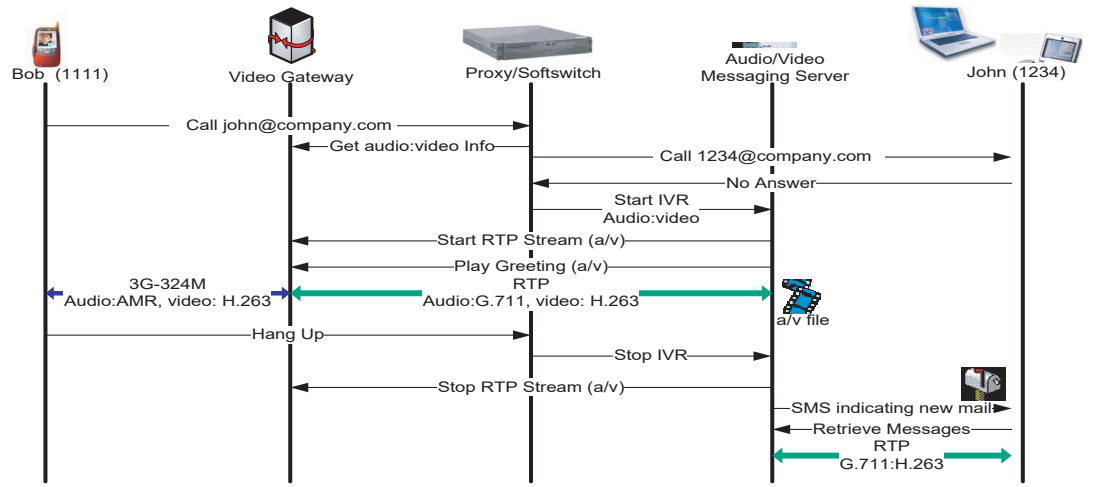 Bob (1111)
Video Gateway
Proxy/Softswitch
Audio/Video
Messaging Server
John (1234)
Call john@company.com
Get audio:video Info
Call 1234@company.com
No Answer
Start IVR
Audio:video
Start RTP Stream (a/v)
Play Greeting (a/v)
3G-324M
Audio:AMR, video: H.263
RTP
Audio:G.711, video: H.263
a/v file
Hang Up
Stop IVR
Stop RTP Stream (a/v)
SMS indicating new mail
Retrieve Messages
RTP
G.711:H.263